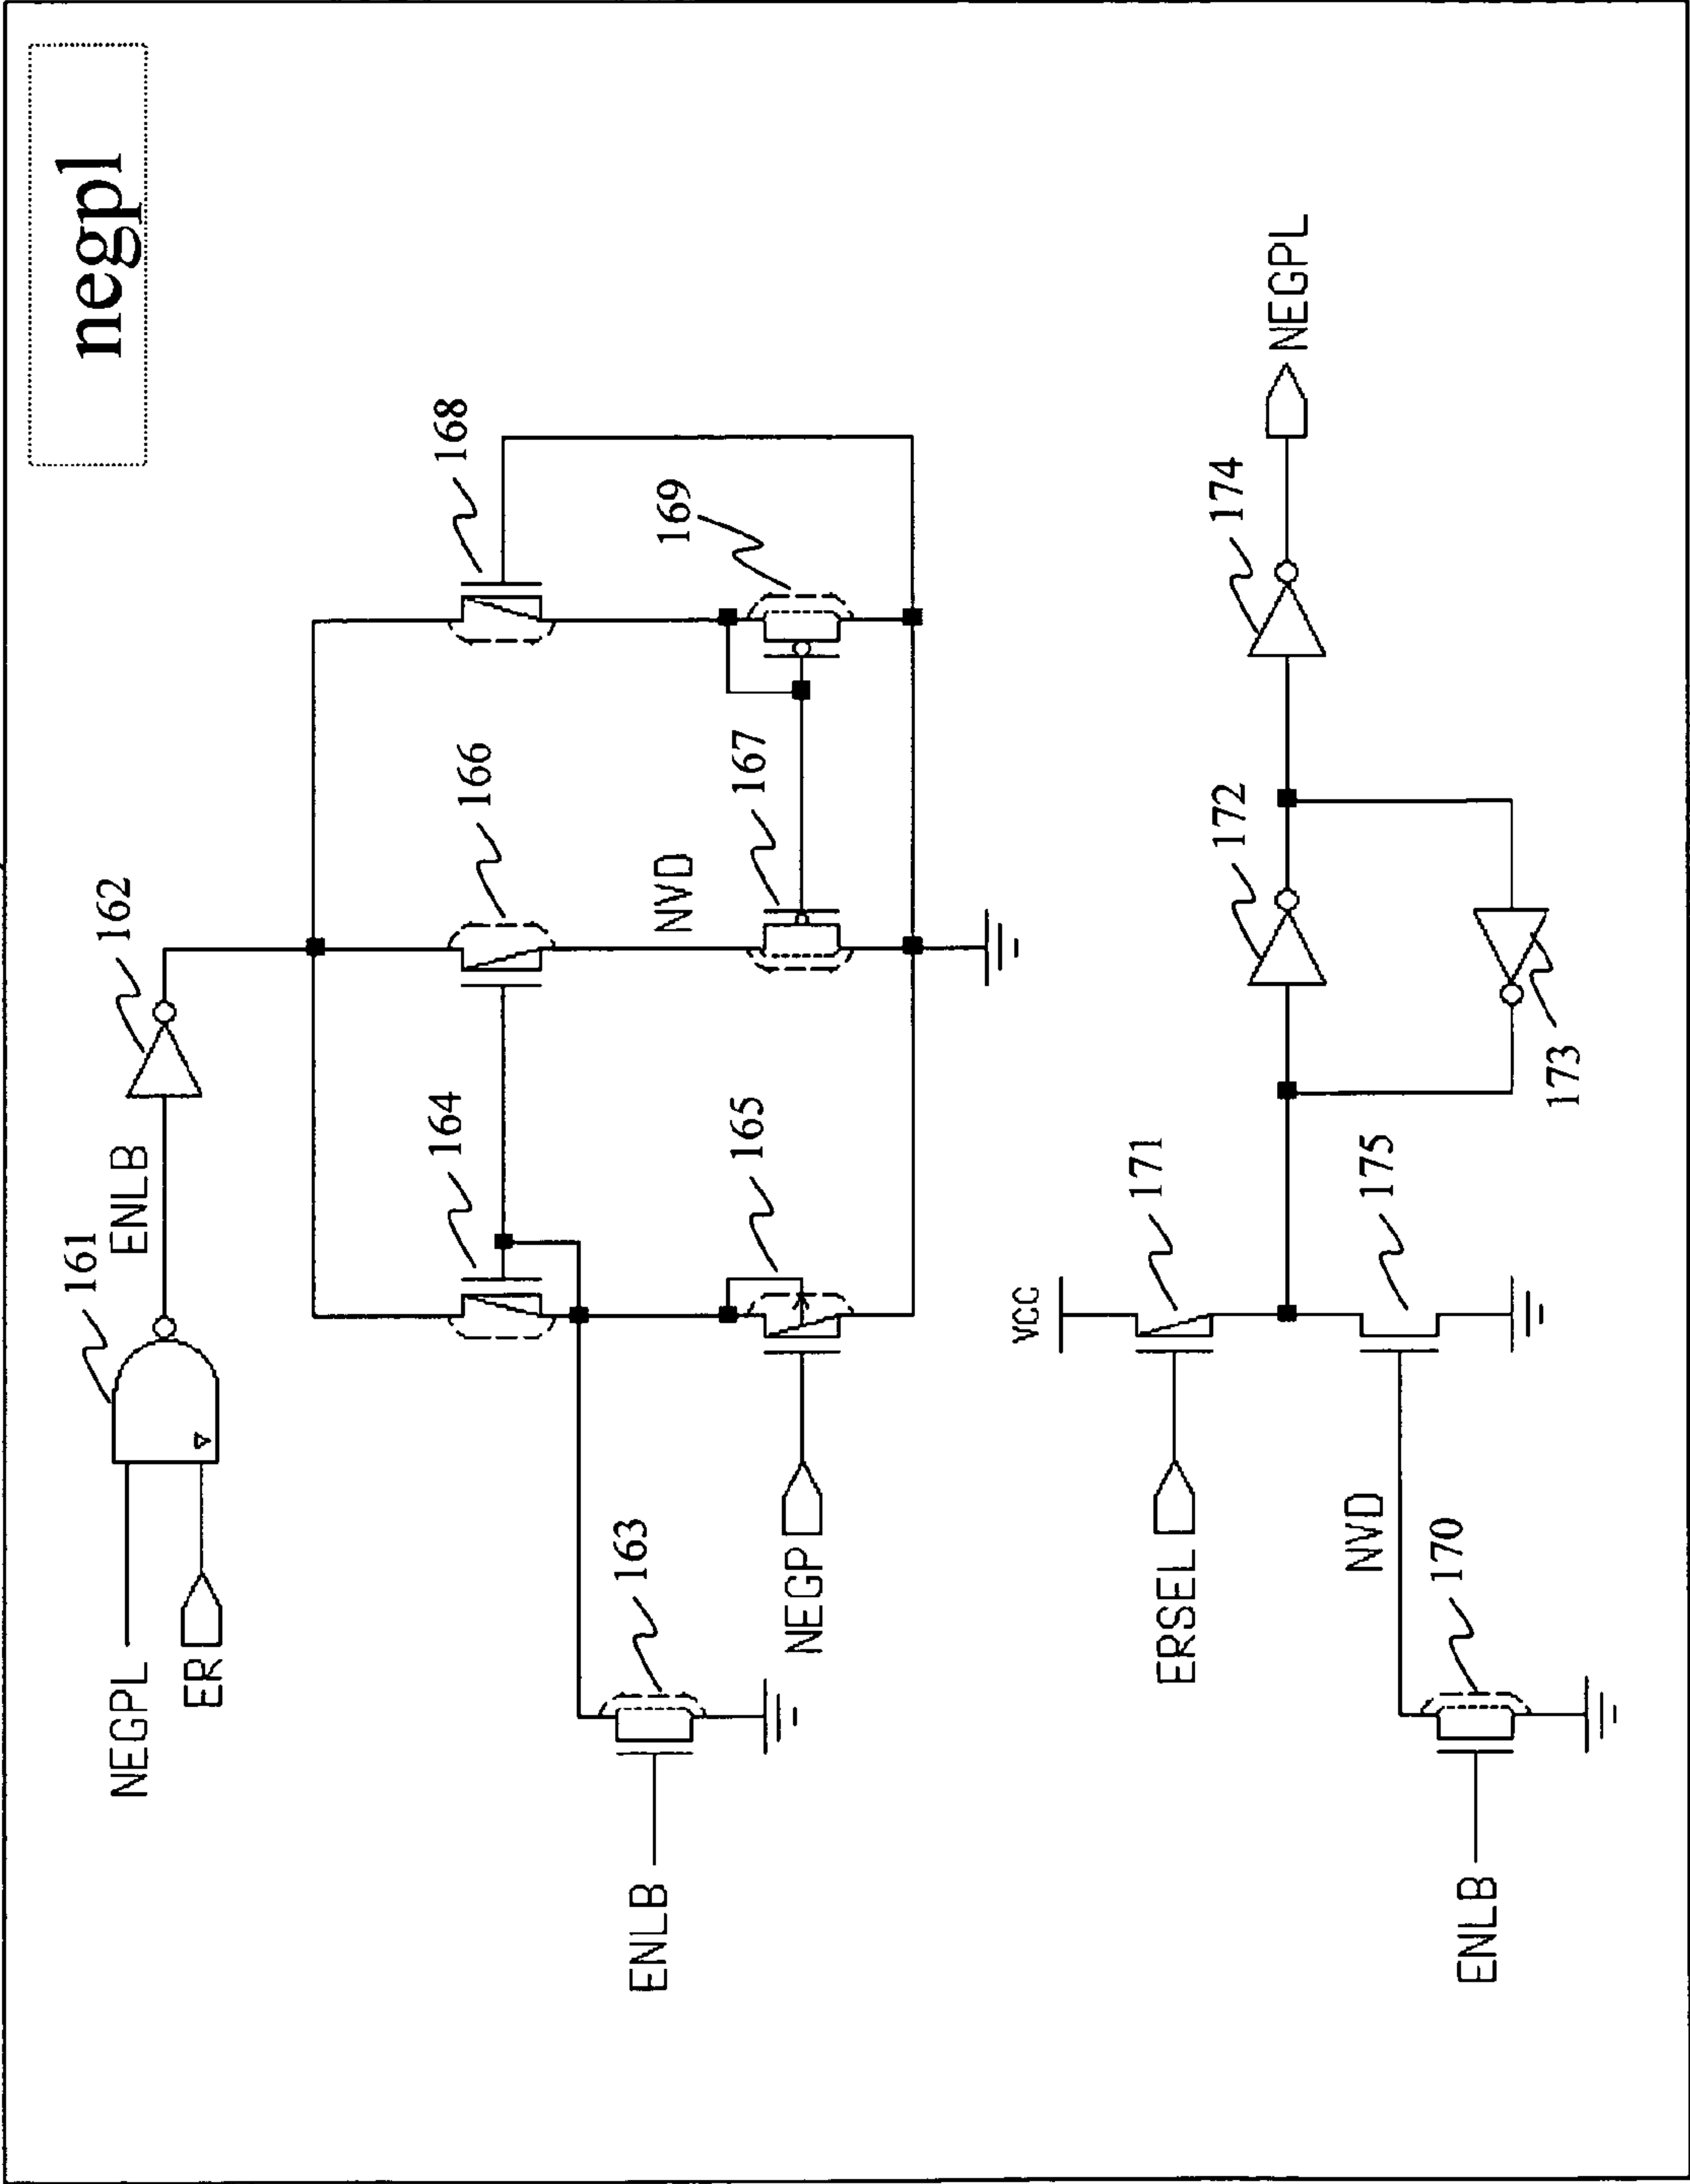 negpl
161
162
NEGPL
ENLB
ER
164
166
168
163
165
NVD
167
169
ENLB
NEGP
VCC
171
172
174
ERSEL
NEGPL
NVD
175
170
173
ENLB